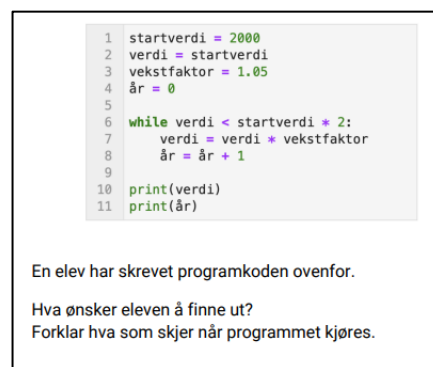 1 startverdi = 2000
2 verdi = startverdi
3 vekstfaktor = 1.05
4 år = 0
5
6 while verdi < startverdi * 2:
7     verdi = verdi * vekstfaktor
8     år = år + 1
9
10 print(verdi)
11 print(år)
En elev har skrevet programkoden ovenfor.
Hva ønsker eleven å finne ut?
Forklar hva som skjer når programmet kjøres.